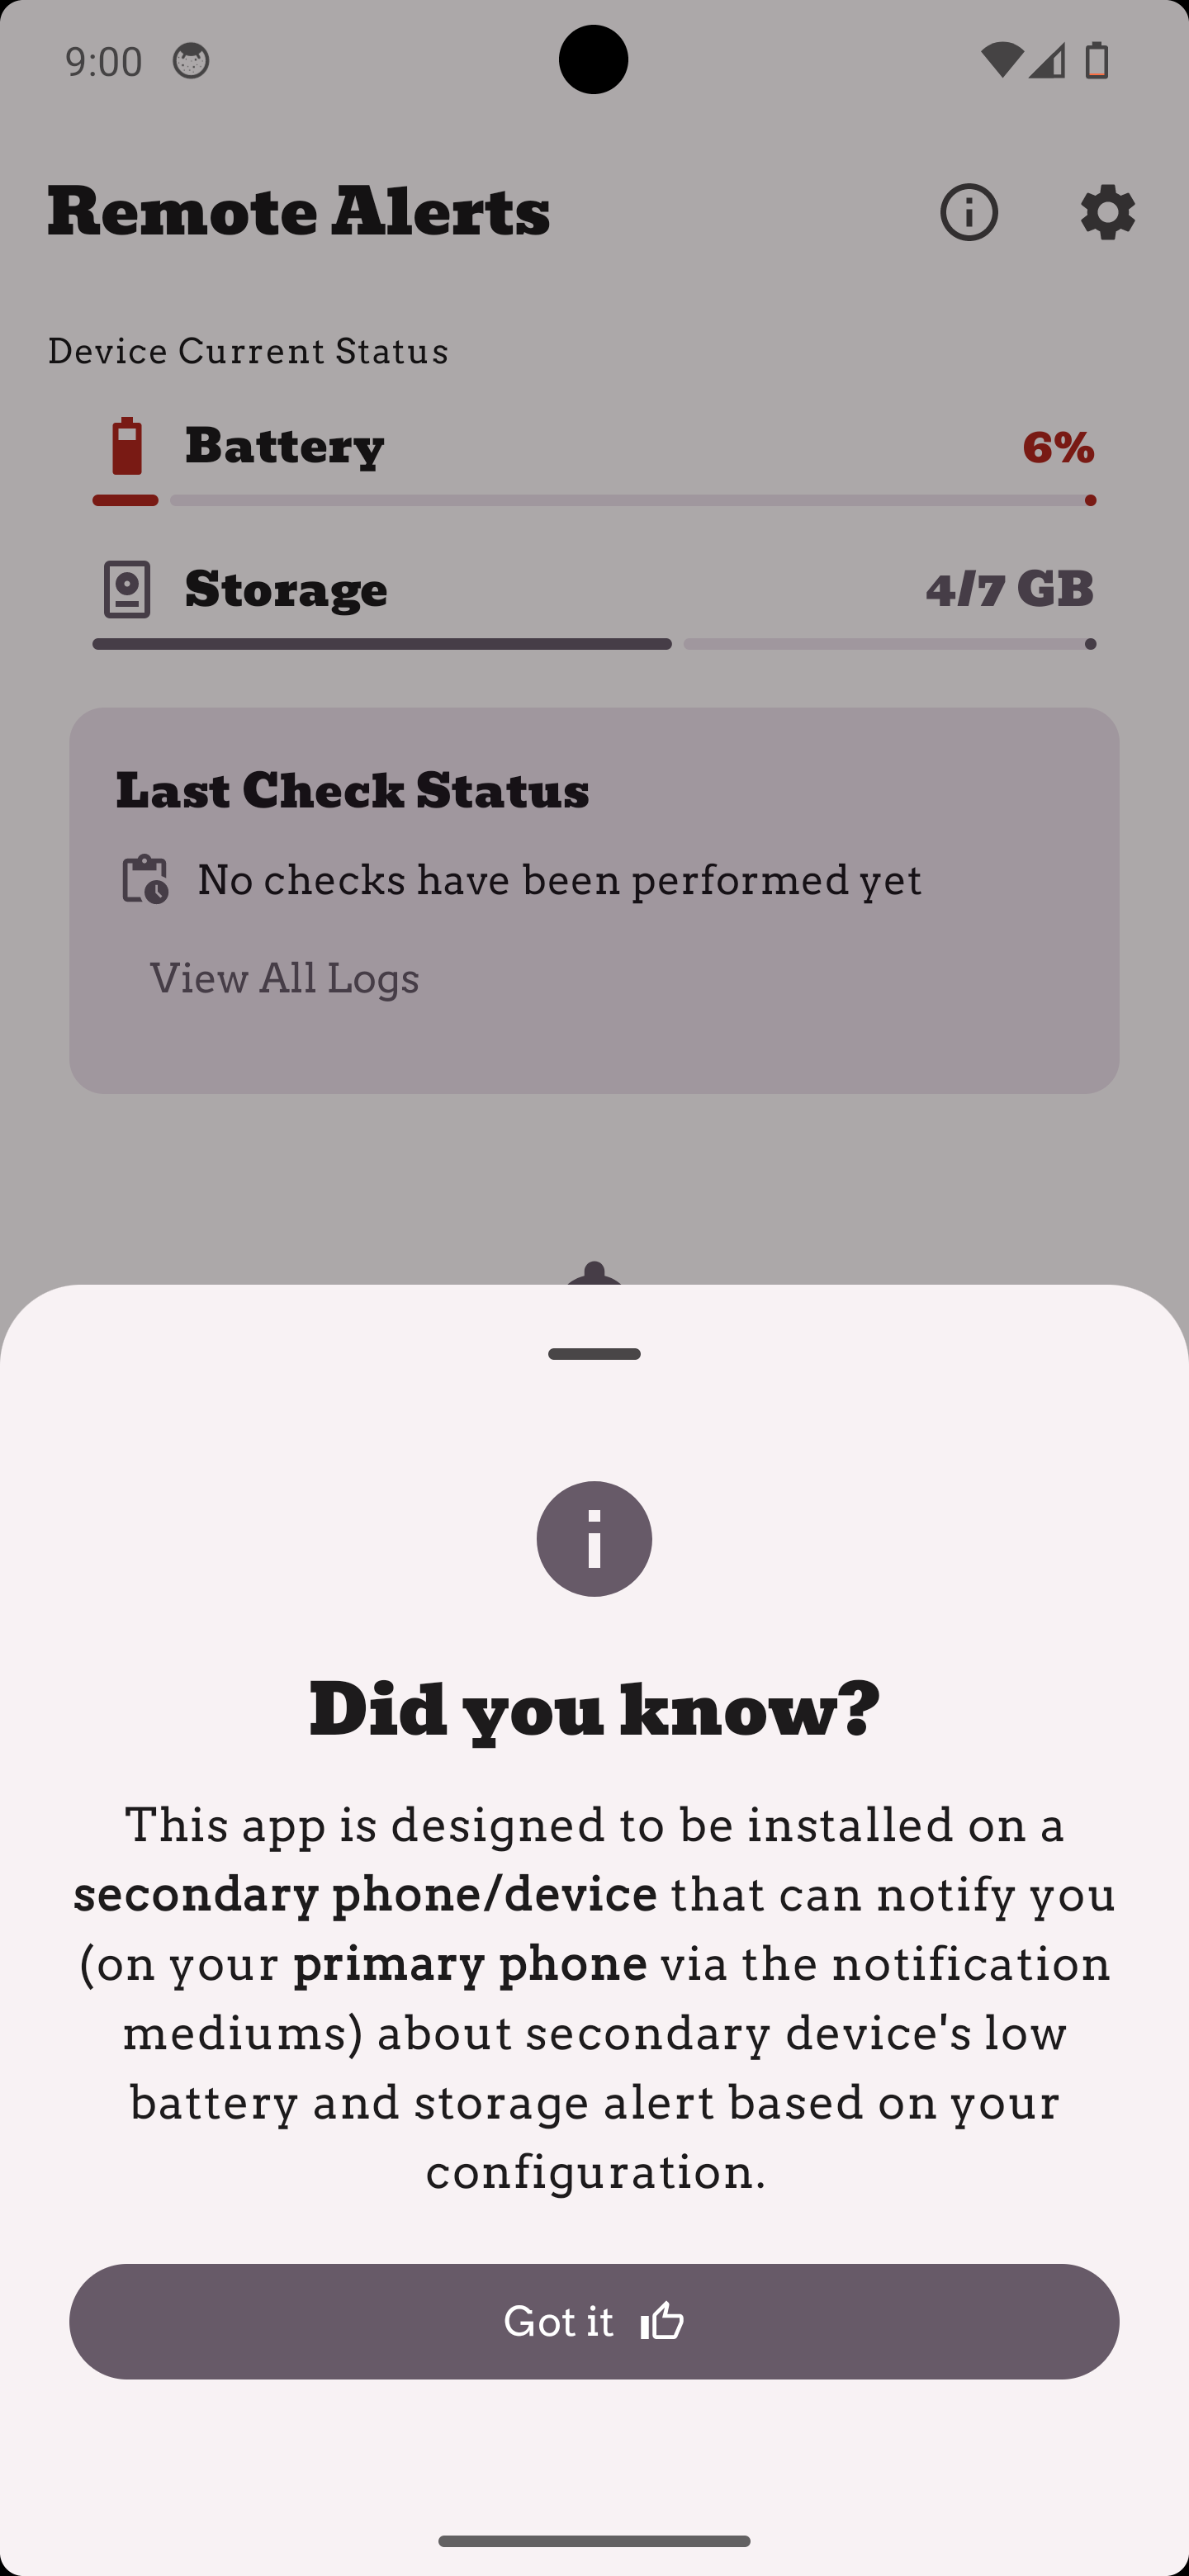 9:00
Remote Alerts
Device Current Status
Battery
6%
Storage
4/7 GB
Last Check Status
No checks have been performed yet
View All Logs
Did you know?
This app is designed to be installed on a
secondary phone/device that can notify you
(on your primary phone via the notification
mediums) about secondary device's low
battery and storage alert based on your
configuration.
Got it